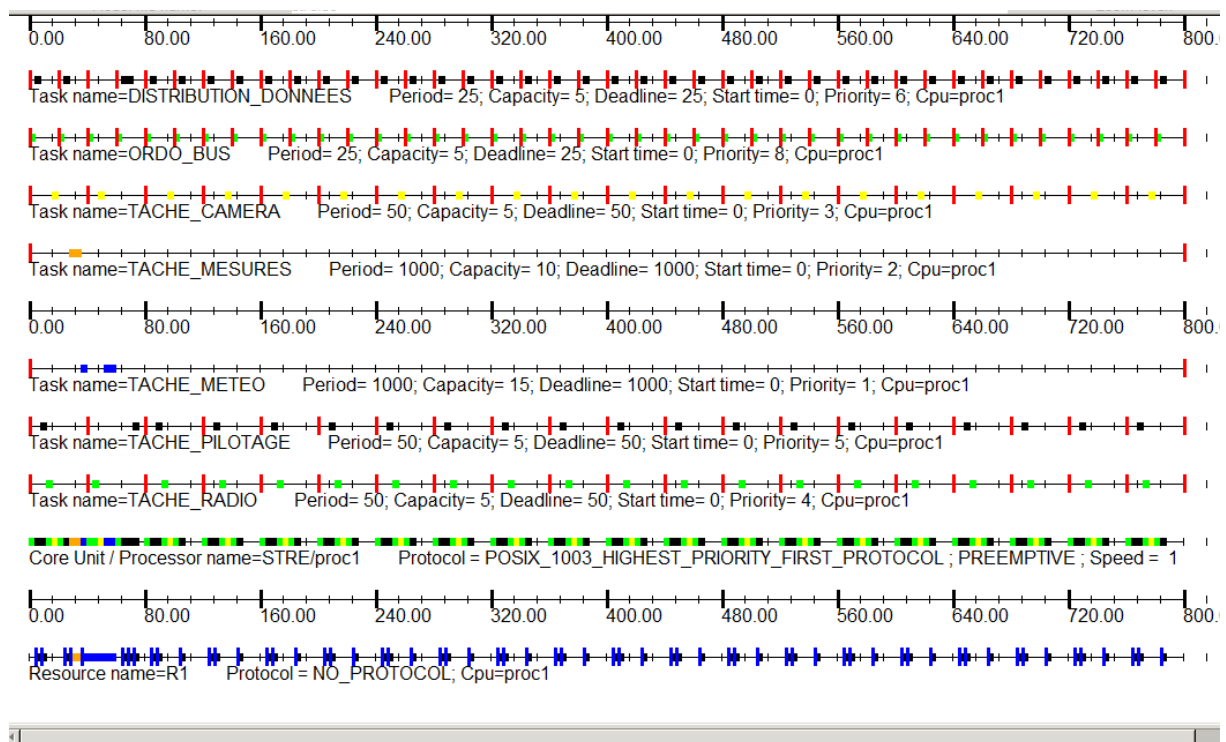 0.00 80.00 160.00 240.00 320.00 400.00 480.00 560.00 640.00 720.00 800.
Task name=DISTRIBUTION_DONNEES Period= 25; Capacity= 5; Deadline= 25; Start time= 0; Priority= 6; Cpu=proc1
Task name=ORDO_BUS Period= 25; Capacity= 5; Deadline= 25; Start time= 0; Priority= 8; Cpu=proc1
Task name=TACHE_CAMERA Period= 50; Capacity= 5; Deadline= 50; Start time= 0; Priority= 3; Cpu=proc1
Task name=TACHE_MESURES Period= 1000; Capacity= 10; Deadline= 1000; Start time= 0; Priority= 2; Cpu=proc1
0.00 80.00 160.00 240.00 320.00 400.00 480.00 560.00 640.00 720.00 800.
Task name=TACHE_METEO Period= 1000; Capacity= 15; Deadline= 1000; Start time= 0; Priority= 1; Cpu=proc1
Task name=TACHE_PILOTAGE Period= 50; Capacity= 5; Deadline= 50; Start time= 0; Priority= 5; Cpu=proc1
Task name=TACHE_RADIO Period= 50; Capacity= 5; Deadline= 50; Start time= 0; Priority= 4; Cpu=proc1
Core Unit / Processor name=STRE/proc1 Protocol = POSIX_1003_HIGHEST_PRIORITY_FIRST_PROTOCOL ; PREEMPTIVE ; Speed = 1
0.00 80.00 160.00 240.00 320.00 400.00 480.00 560.00 640.00 720.00 800.
Resource name=R1 Protocol = NO_PROTOCOL; Cpu=proc1